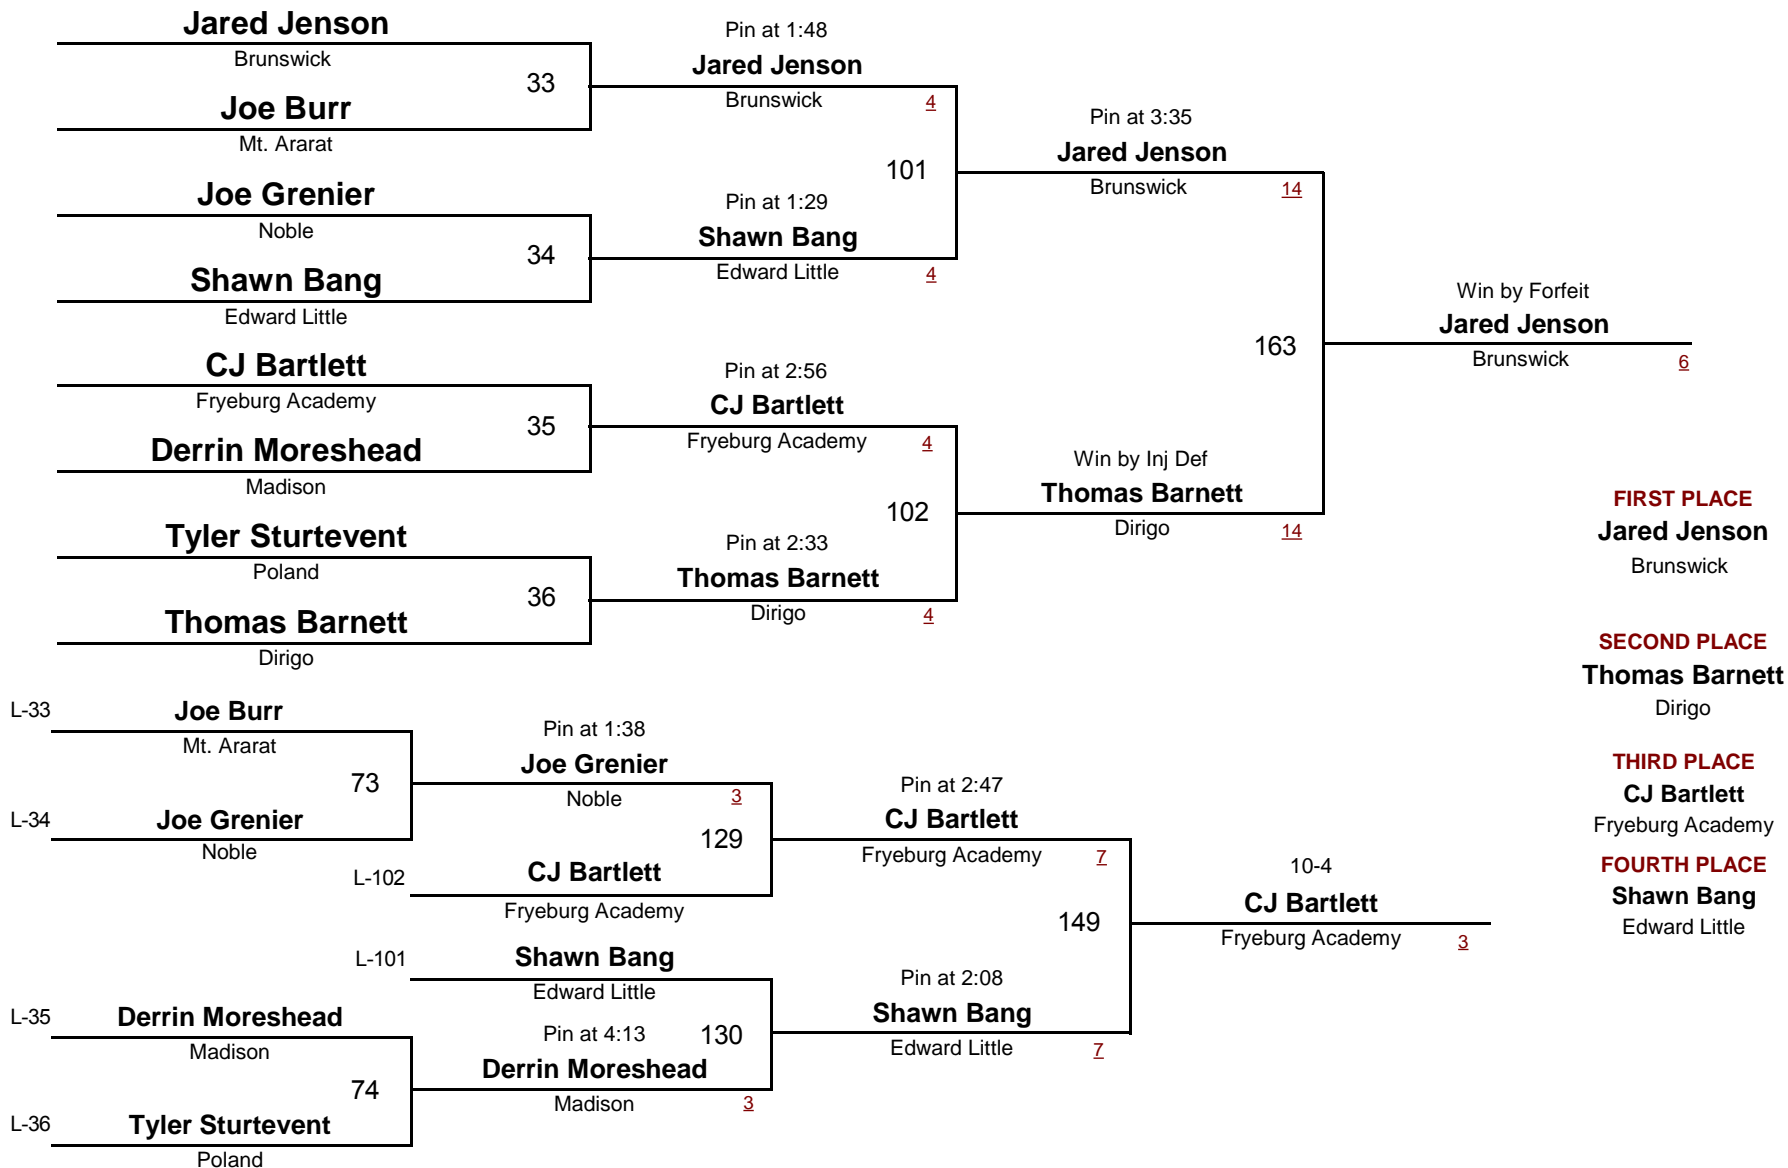 Jared Jenson
Brunswick
33
Joe Burr
Mt. Ararat
Joe Grenier
Noble
34
Shawn Bang
Edward Little
CJ Bartlett
Fryeburg Academy
35
Derrin Moreshead
Madison
Tyler Sturtevent
Poland
36
Thomas Barnett
Dirigo
Pin at 1:48
Jared Jenson
Brunswick
4
101
Pin at 1:29
Shawn Bang
Edward Little
4
Pin at 2:56
CJ Bartlett
Fryeburg Academy
4
102
Pin at 2:33
Thomas Barnett
Dirigo
4
Pin at 3:35
Jared Jenson
Brunswick
14
163
Win by Inj Def
Thomas Barnett
Dirigo
14
Win by Forfeit
Jared Jenson
Brunswick
6
FIRST PLACE
Jared Jenson
Brunswick
SECOND PLACE
Thomas Barnett
Dirigo
THIRD PLACE
CJ Bartlett
Fryeburg Academy
FOURTH PLACE
Shawn Bang
Edward Little
L-33
Joe Burr
Mt. Ararat
73
L-34
Joe Grenier
Noble
Pin at 1:38
Joe Grenier
Noble
3
129
L-102
CJ Bartlett
Fryeburg Academy
L-101
Shawn Bang
Edward Little
130
L-35
Derrin Moreshead
Madison
74
L-36
Tyler Sturtevent
Poland
Pin at 4:13
Derrin Moreshead
Madison
3
Pin at 2:47
CJ Bartlett
Fryeburg Academy
7
149
Pin at 2:08
Shawn Bang
Edward Little
7
10-4
CJ Bartlett
Fryeburg Academy
3